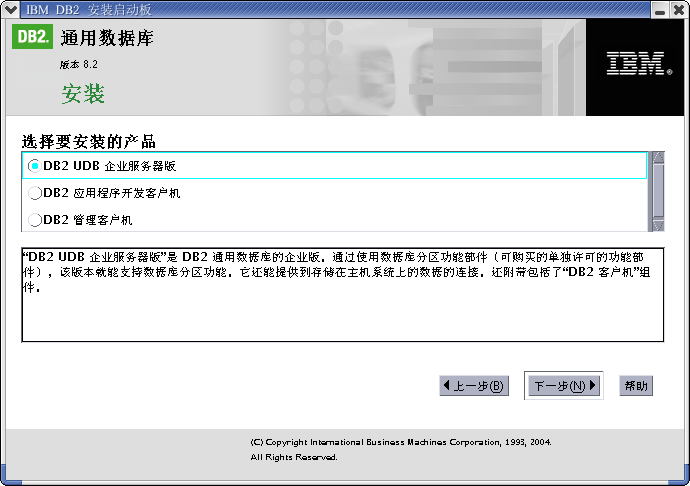 IBM DB2 安装启动板
DB2. 通用数据库
版本 8.2
安装
IBM.
选择要安装的产品
DB2 UDB 企业服务器版
DB2 应用程序开发客户机
DB2 管理客户机
“DB2 UDB 企业服务器版”是 DB2 通用数据库的企业版。通过使用数据库分区功能部件（可购买的单独许可的功能部
件），该版本就能支持数据库分区功能。它还能提供到存储在主机系统上的数据的连接。还附带包括了“DB2 客户机”组
件。
上一步(B)
下一步(N)
帮助
(C) Copyright International Business Machines Corporation, 1993, 2004.
All Rights Reserved.